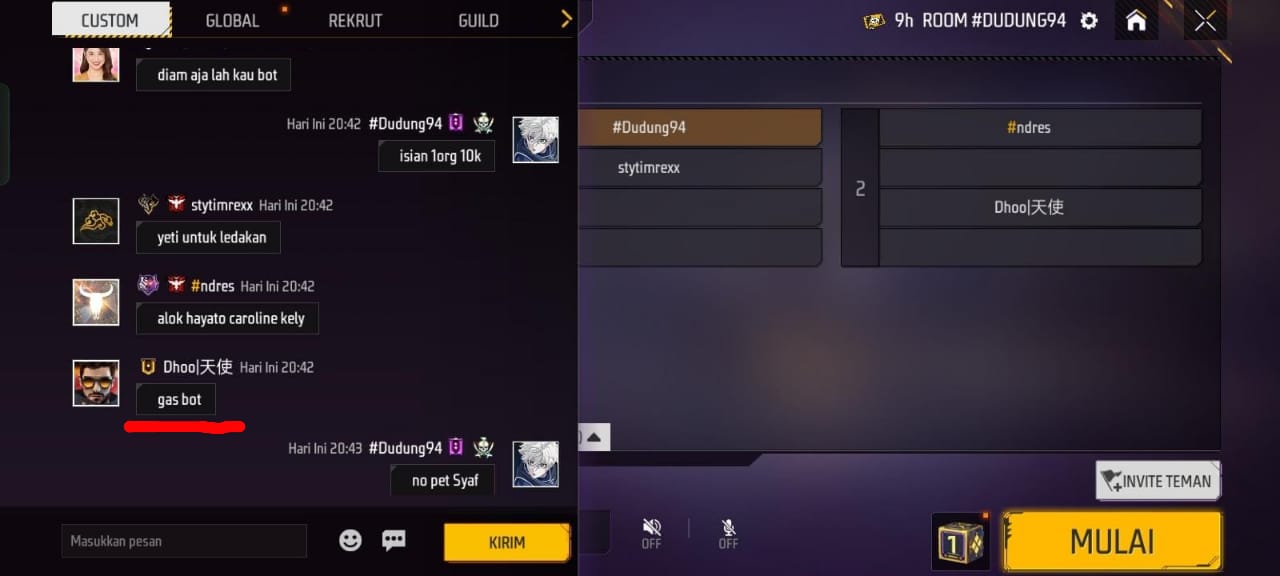 CUSTOM
GLOBAL
REKRUT
GUILD
9h ROOM #DUDUNG94
diam aja lah kau bot
Hari Ini 20:42 #Dudung94
isian 1org 10k
stytimrexx Hari Ini 20:42
yeti untuk ledakan
#ndres Hari Ini 20:42
alok hayato caroline kely
Dhoo|天使 Hari Ini 20:42
gas bot
Hari Ini 20:43 #Dudung94
no pet Syaf
Masukkan pesan
KIRIM
#Dudung94
stytimrexx
2
#ndres
Dhoo|天使
INVITE TEMAN
OFF
OFF
1
MULAI